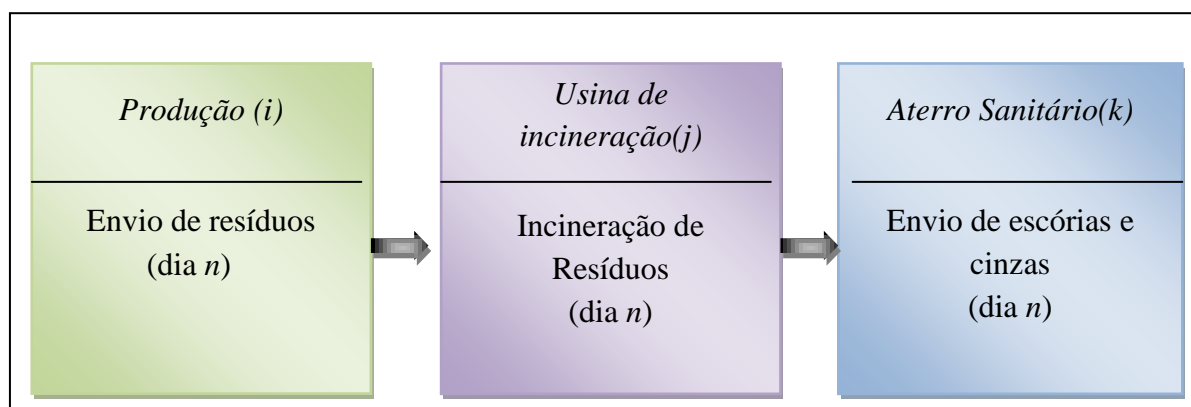 Produção (i)
Envio de resíduos
(dia n)
Usina de
incineração(j)
Incineração de
Resíduos
(dia n)
Aterro Sanitário(k)
Envio de escórias e
cinzas
(dia n)